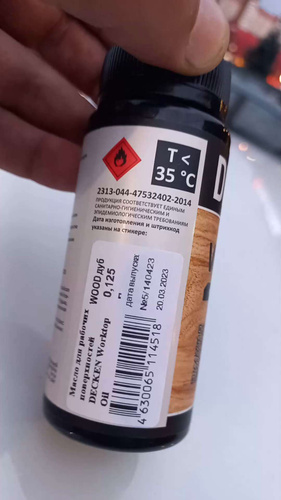 T <
35 °C
2313-044-47532402-2014
ПРОДУКЦИЯ СООТВЕТСТВУЕТ ЕДИНЫМ
САНИТАРНО-ГИГИЕНИЧЕСКИМ И
ЭПИДЕМИОЛОГИЧЕСКИМ ТРЕБОВАНИЯМ
Дата изготовления и штрихкод
указаны на стикере:
Масло для рабочих
поверхностей
DECKEN Worktop
Oil
WOOD дуб
0,125
дата выпуска
№5/140423
20.03.2023
4 630065 114518
D